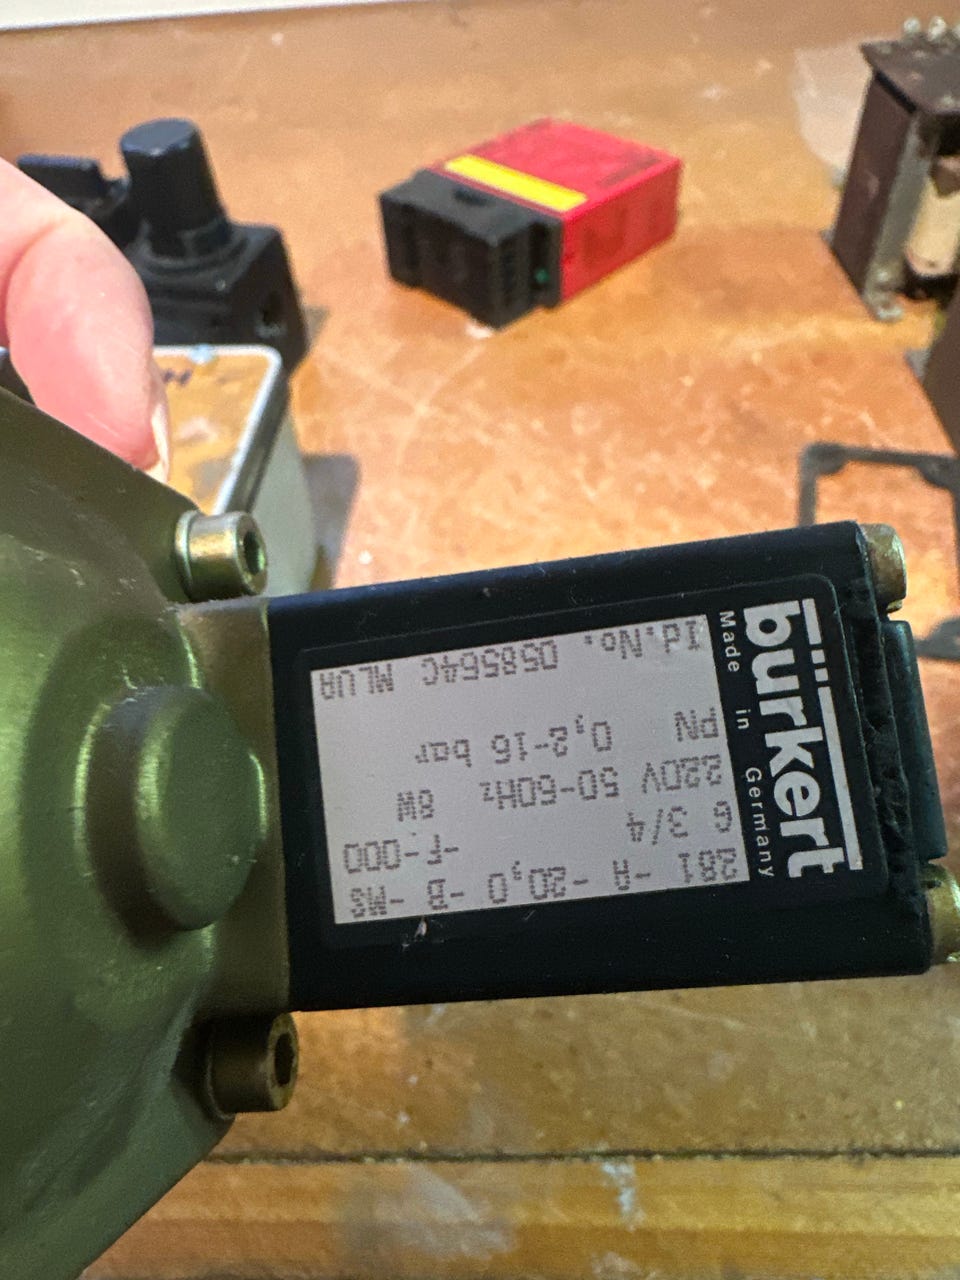 bürkert
Made in Germany
281 -A -20,0 -B -MS
G 3/4 -F-000
220V 50-60Hz 8W
PN 0,2-16 bar
Id.No. 058564C MLUA